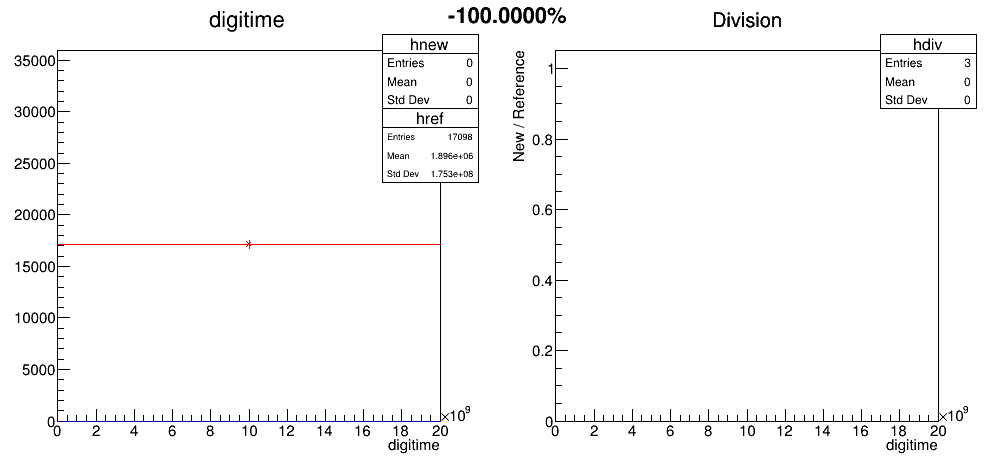 -100.0000%
digitime
hnew
Entries 0
Mean 0
Std Dev 0
href
Entries 17098
Mean 1.896e+06
Std Dev 1.753e+08
35000
30000
25000
20000
15000
10000
5000
0
0 2 4 6 8 10 12 14 16 18 20
×10⁹
digitime
Division
hdiv
Entries 3
Mean 0
Std Dev 0
New / Reference
1
0.8
0.6
0.4
0.2
0
0 2 4 6 8 10 12 14 16 18 20
×10⁹
digitime